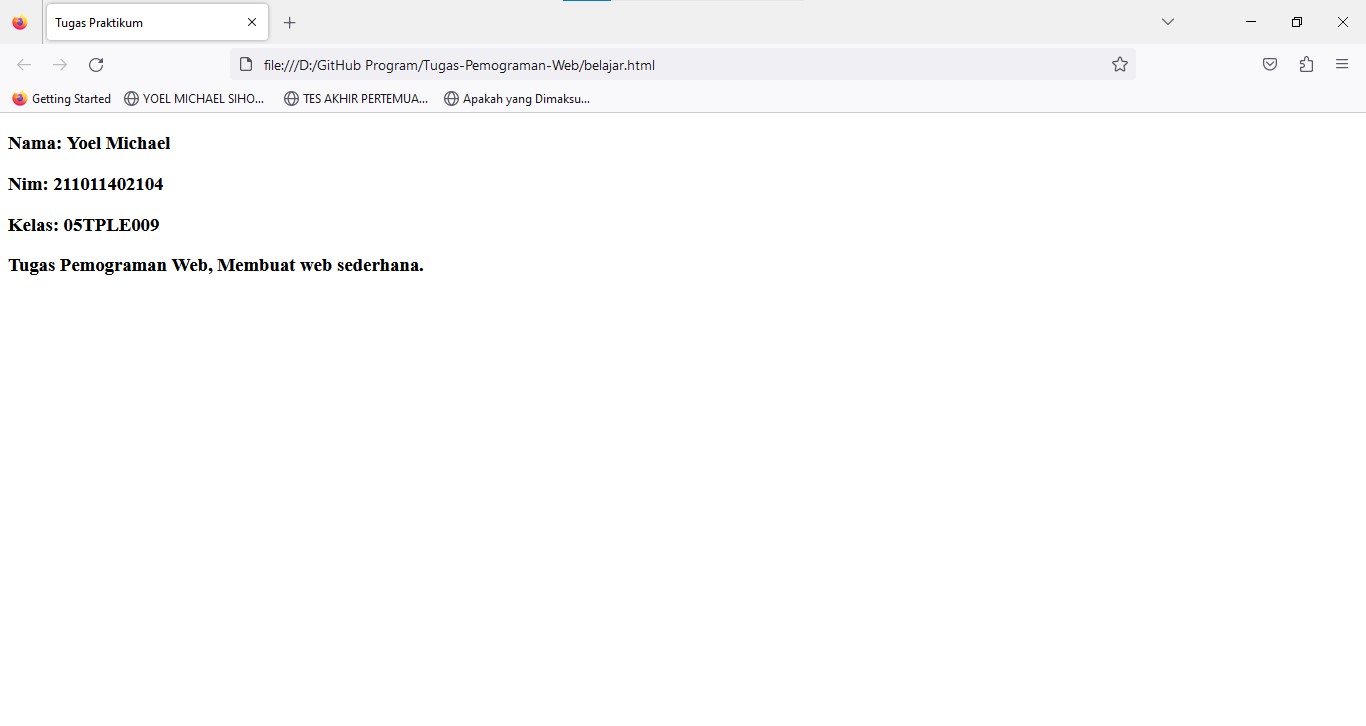 Tugas Praktikum
file:///D:/GitHub Program/Tugas-Pemograman-Web/belajar.html
Getting Started YOEL MICHAEL SIHO... TES AKHIR PERTEMUA... Apakah yang Dimaksu...
Nama: Yoel Michael
Nim: 211011402104
Kelas: 05TPLE009
Tugas Pemograman Web, Membuat web sederhana.